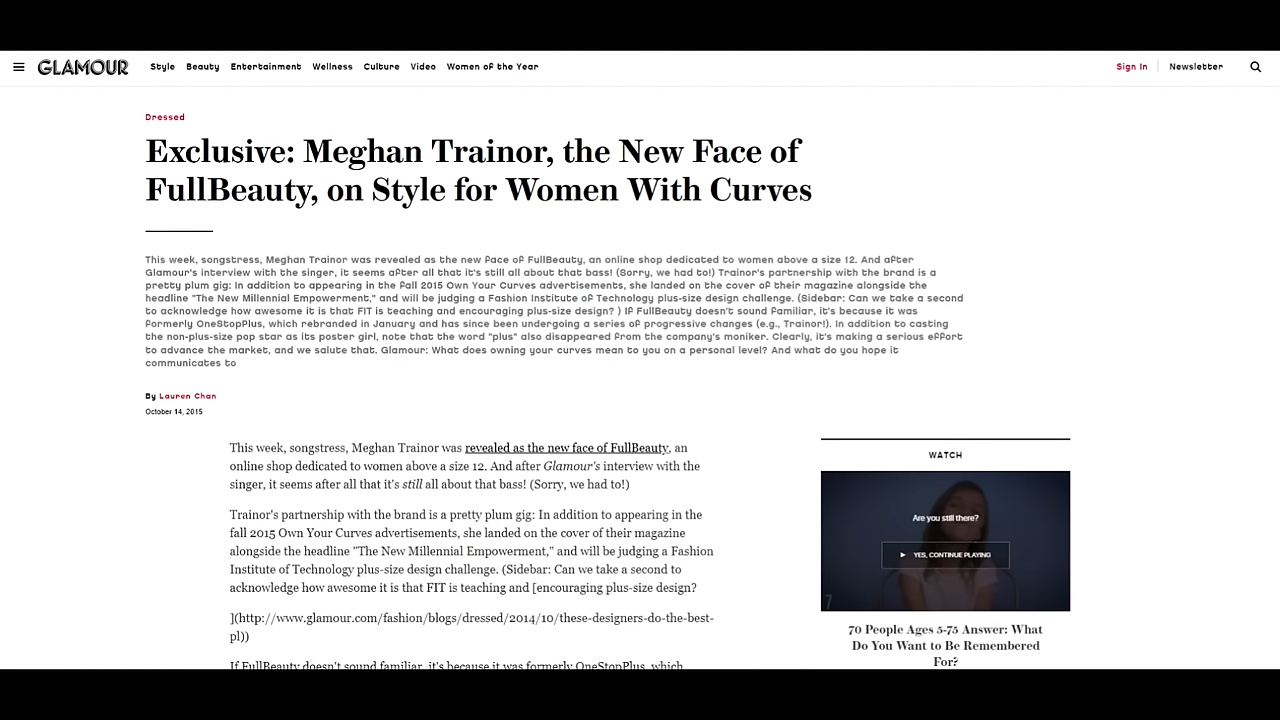 GLAMOUR Style Beauty Entertainment Wellness Culture Video Women of the Year Sign In Newsletter
Dressed
Exclusive: Meghan Trainor, the New Face of
FullBeauty, on Style for Women With Curves
This week, songstress, Meghan Trainor was revealed as the new face of FullBeauty, an online shop dedicated to women above a size 12. And after
Glamour's interview with the singer, it seems after all that it's still all about that bass! (Sorry, we had to!) Trainor's partnership with the brand is a
pretty plum gig: In addition to appearing in the fall 2015 Own Your Curves advertisements, she landed on the cover of their magazine alongside the
headline "The New Millennial Empowerment," and will be judging a Fashion Institute of Technology plus-size design challenge. (Sidebar: Can we take a second
to acknowledge how awesome it is that FIT is teaching and encouraging plus-size design? ) If FullBeauty doesn't sound familiar, it's because it was
formerly OneStopPlus, which rebranded in January and has since been undergoing a series of progressive changes (e.g., Trainor!). In addition to casting
the non-plus-size pop star as its poster girl, note that the word "plus" also disappeared from the company's moniker. Clearly, it's making a serious effort
to advance the market, and we salute that. Glamour: What does owning your curves mean to you on a personal level? And what do you hope it
communicates to
By Lauren Chan
October 14, 2015
This week, songstress, Meghan Trainor was revealed as the new face of FullBeauty, an
online shop dedicated to women above a size 12. And after Glamour's interview with the
singer, it seems after all that it's still all about that bass! (Sorry, we had to!)
Trainor's partnership with the brand is a pretty plum gig: In addition to appearing in the
fall 2015 Own Your Curves advertisements, she landed on the cover of their magazine
alongside the headline "The New Millennial Empowerment," and will be judging a Fashion
Institute of Technology plus-size design challenge. (Sidebar: Can we take a second to
acknowledge how awesome it is that FIT is teaching and [encouraging plus-size design?
](http://www.glamour.com/fashion/blogs/dressed/2014/10/these-designers-do-the-best-
pl))
If FullBeauty doesn't sound familiar, it's because it was formerly OneStopPlus, which
WATCH
Are you still there?
YES, CONTINUE PLAYING
70 People Ages 5-75 Answer: What
Do You Want to Be Remembered
For?